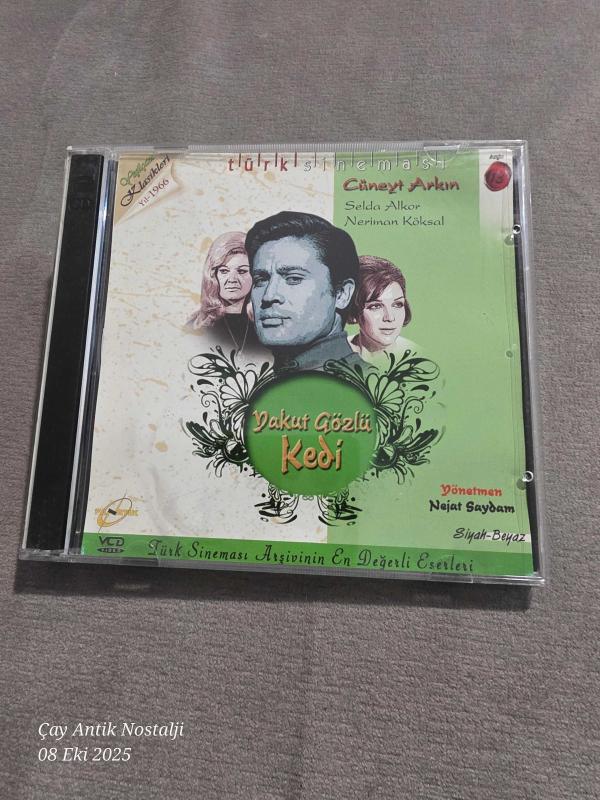 türk sineması
Yeşilçam
Klasikleri
Yıl-1966
Cüneyt Arkın
Selda Alkor
Neriman Köksal
Yakut Gözlü
Kedi
Yönetmen
Nejat Saydam
Siyah-Beyaz
VCD
VIDEO
Türk Sineması Arşivinin En Değerli Eserleri
Çay Antik Nostalji
08 Eki 2025